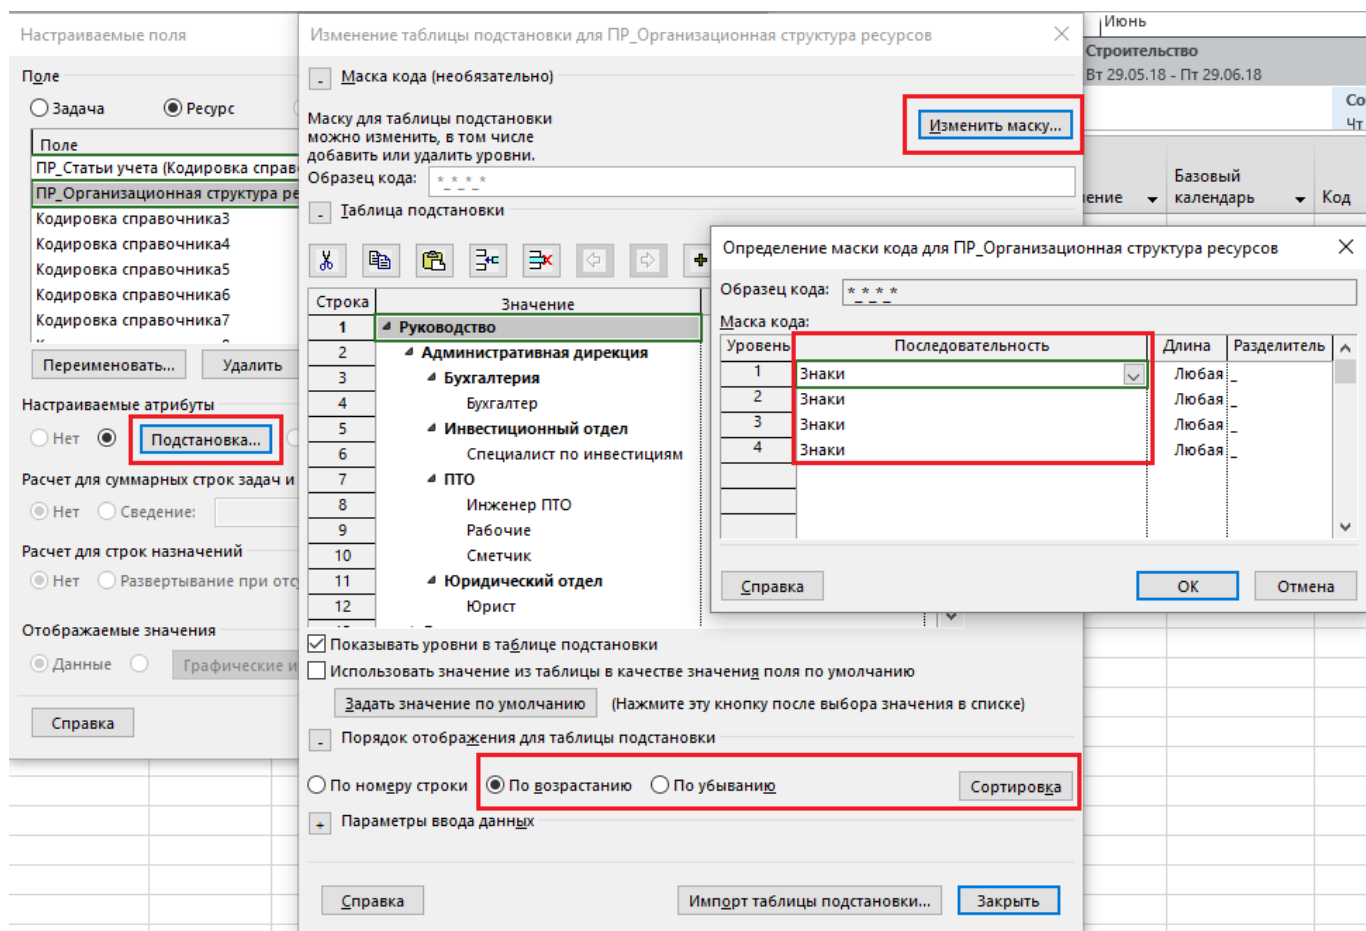 Настраиваемые поля
Поле
Задача
Ресурс
Поле
ПР_Статьи учета (Кодировка справо
ПР_Организационная структура ре
Кодировка справочника3
Кодировка справочника4
Кодировка справочника5
Кодировка справочника6
Кодировка справочника7
Переименовать...
Удалить
Настраиваемые атрибуты
Нет
Подстановка...
Расчет для суммарных строк задач и
Нет
Сведение:
Расчет для строк назначений
Нет
Развертывание при отсу
Отображаемые значения
Данные
Графические и
Справка
Изменение таблицы подстановки для ПР_Организационная структура ресурсов
- Маска кода (необязательно)
Маску для таблицы подстановки
можно изменить, в том числе
добавить или удалить уровни.
Изменить маску...
Образец кода: *_*_*_*
- Таблица подстановки
Строка Значение
1 Руководство
2 Административная дирекция
3 Бухгалтерия
4 Бухгалтер
5 Инвестиционный отдел
6 Специалист по инвестициям
7 ПТО
8 Инженер ПТО
9 Рабочие
10 Сметчик
11 Юридический отдел
12 Юрист
Показывать уровни в таблице подстановки
Использовать значение из таблицы в качестве значения поля по умолчанию
Задать значение по умолчанию (Нажмите эту кнопку после выбора значения в списке)
- Порядок отображения для таблицы подстановки
По номеру строки По возрастанию По убыванию Сортировка
+ Параметры ввода данных
Справка Импорт таблицы подстановки... Закрыть
Июнь
Строительство
Вт 29.05.18 - Пт 29.06.18
Со
Чт
ение
Базовый
календарь
Код
Определение маски кода для ПР_Организационная структура ресурсов
Образец кода: *_*_*_*
Маска кода:
Уровень Последовательность Длина Разделитель
1 Знаки Любая _
2 Знаки Любая _
3 Знаки Любая _
4 Знаки Любая _
Справка ОК Отмена